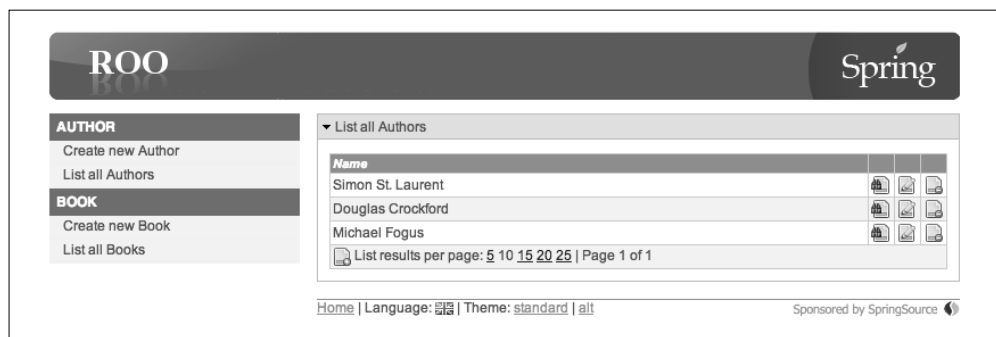 ROO
Spring
AUTHOR
Create new Author
List all Authors
BOOK
Create new Book
List all Books
List all Authors
Name
Simon St. Laurent
Douglas Crockford
Michael Fogus
List results per page: 5 10 15 20 25 | Page 1 of 1
Home | Language: | Theme: standard | alt
Sponsored by SpringSource